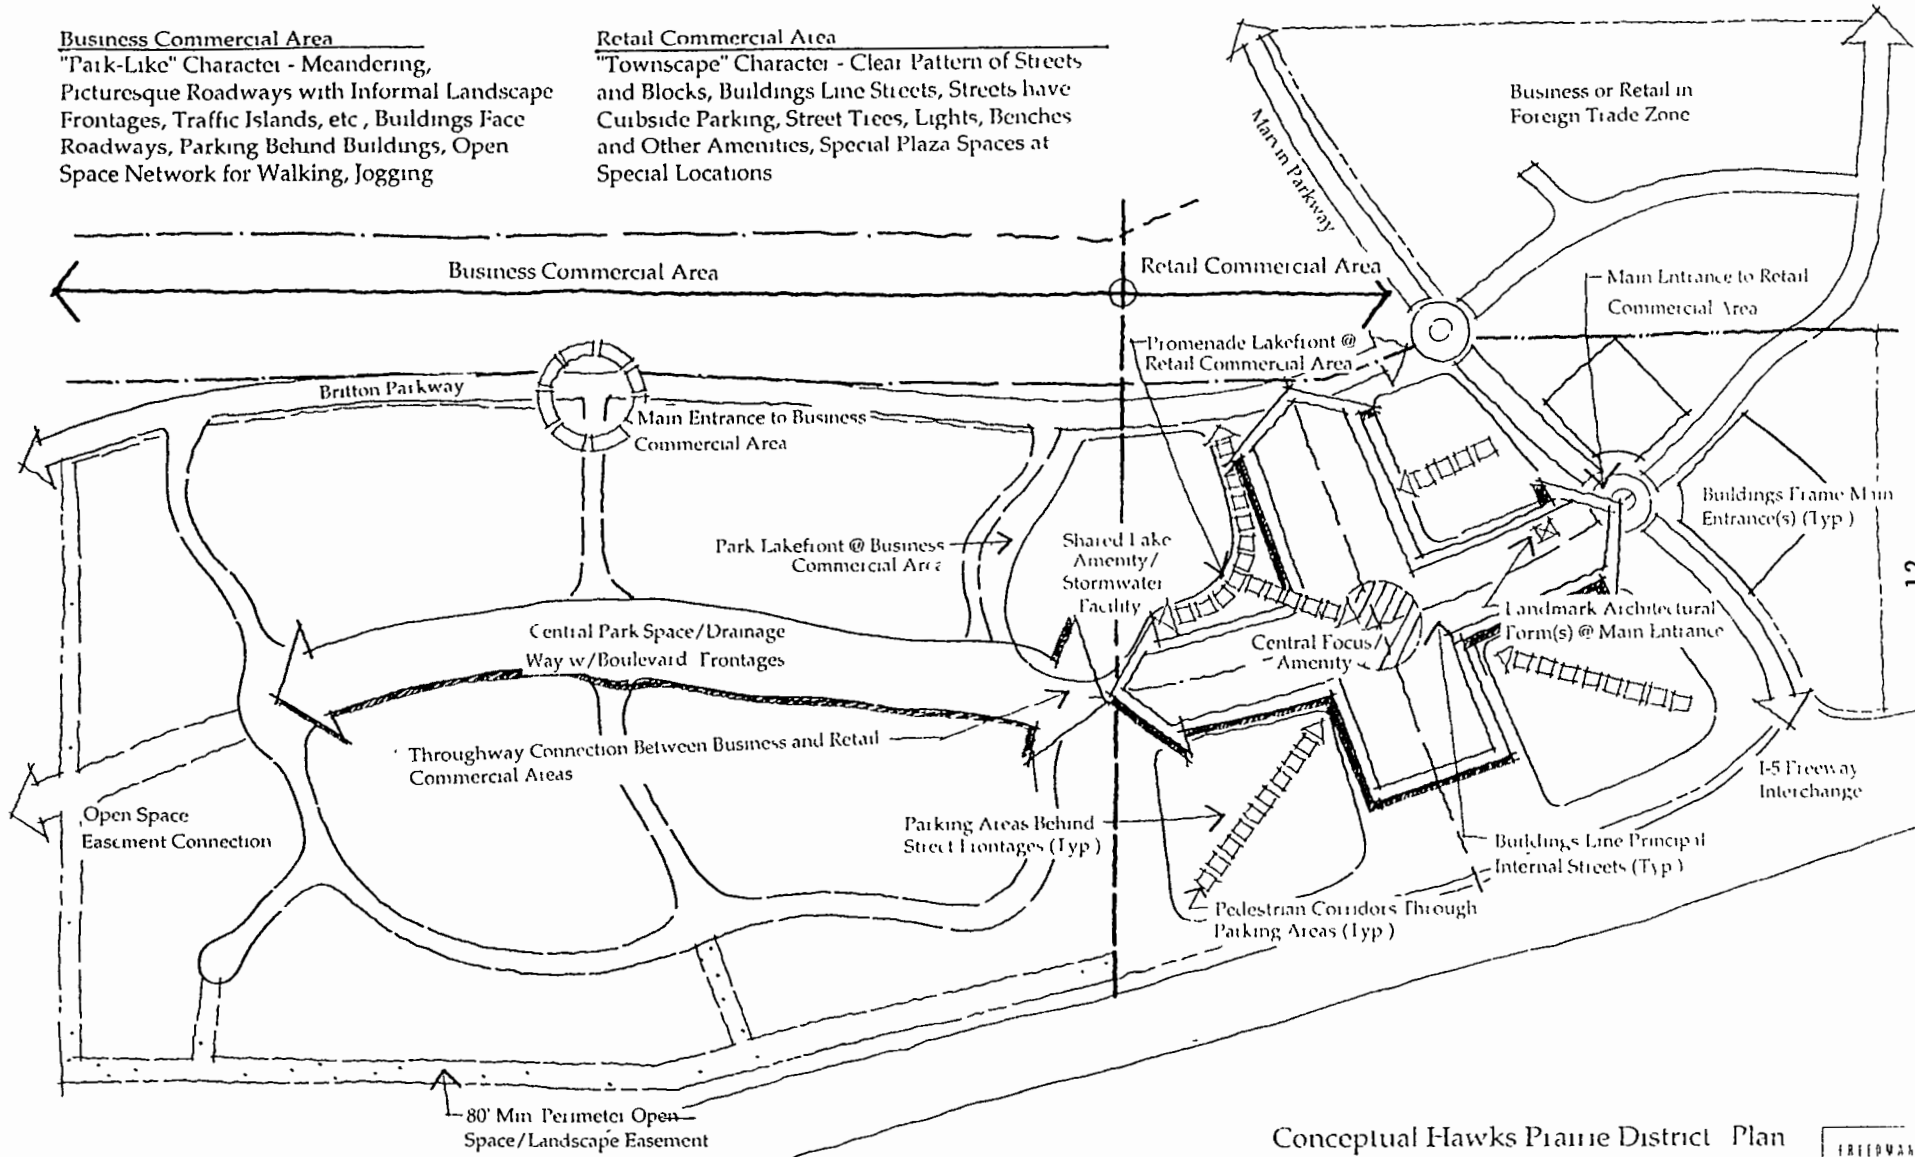 Business Commercial Area
"Park-Like" Character - Meandering,
Picturesque Roadways with Informal Landscape
Frontages, Traffic Islands, etc , Buildings Face
Roadways, Parking Behind Buildings, Open
Space Network for Walking, Jogging
Retail Commercial Area
"Townscape" Character - Clear Pattern of Streets
and Blocks, Buildings Line Streets, Streets have
Curbside Parking, Street Trees, Lights, Benches
and Other Amenities, Special Plaza Spaces at
Special Locations
Business or Retail in
Foreign Trade Zone
Marvin Parkway
Business Commercial Area
Retail Commercial Area
Main Entrance to Retail
Commercial Area
Promenade Lakefront @
Retail Commercial Area
Britton Parkway
Main Entrance to Business
Commercial Area
Buildings Frame Main
Entrance(s) (Typ )
Park Lakefront @ Business
Commercial Area
Shared Lake
Amenity/
Stormwater
Facility
12
Landmark Architectural
Form(s) @ Main Entrance
Central Park Space/Drainage
Way w/Boulevard Frontages
Central Focus/
Amenity
Throughway Connection Between Business and Retail
Commercial Areas
I-5 Freeway
Interchange
Open Space
Easement Connection
Parking Areas Behind
Street Frontages (Typ )
Buildings Line Principal
Internal Streets (Typ )
Pedestrian Corridors Through
Parking Areas (Typ )
80' Min Perimeter Open
Space/Landscape Easement
Conceptual Hawks Prairie District Plan
FREEDMAN